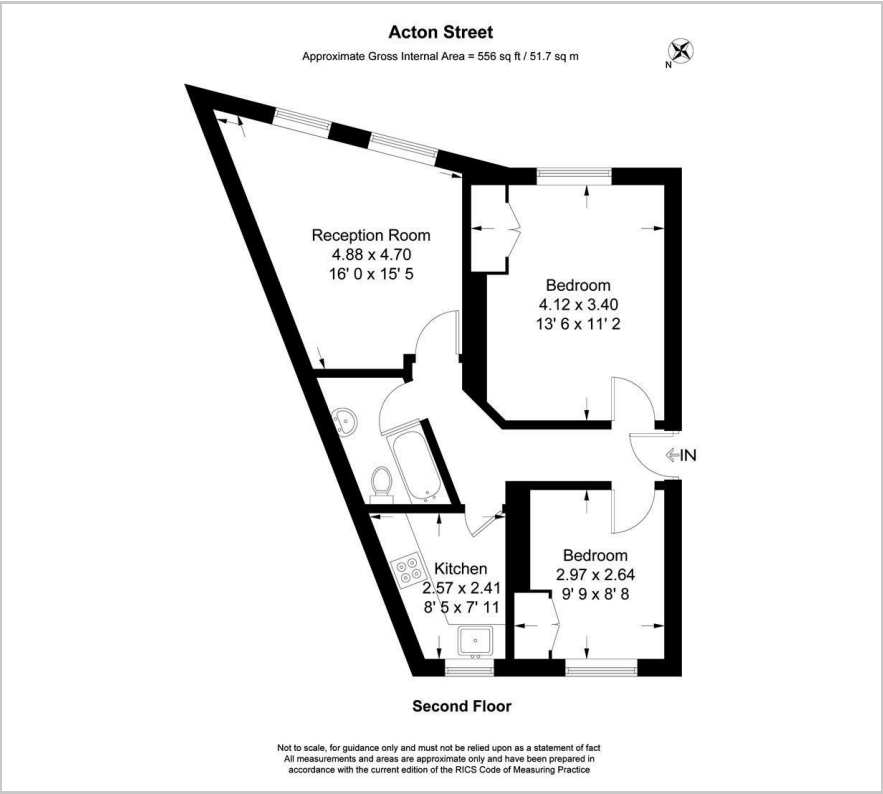 Acton Street
Approximate Gross Internal Area = 556 sq ft / 51.7 sq m
N
Reception Room
4.88 x 4.70
16' 0 x 15' 5
Bedroom
4.12 x 3.40
13' 6 x 11' 2
IN
Kitchen
2.57 x 2.41
8' 5 x 7' 11
Bedroom
2.97 x 2.64
9' 9 x 8' 8
Second Floor
Not to scale, for guidance only and must not be relied upon as a statement of fact
All measurements and areas are approximate only and have been prepared in
accordance with the current edition of the RICS Code of Measuring Practice